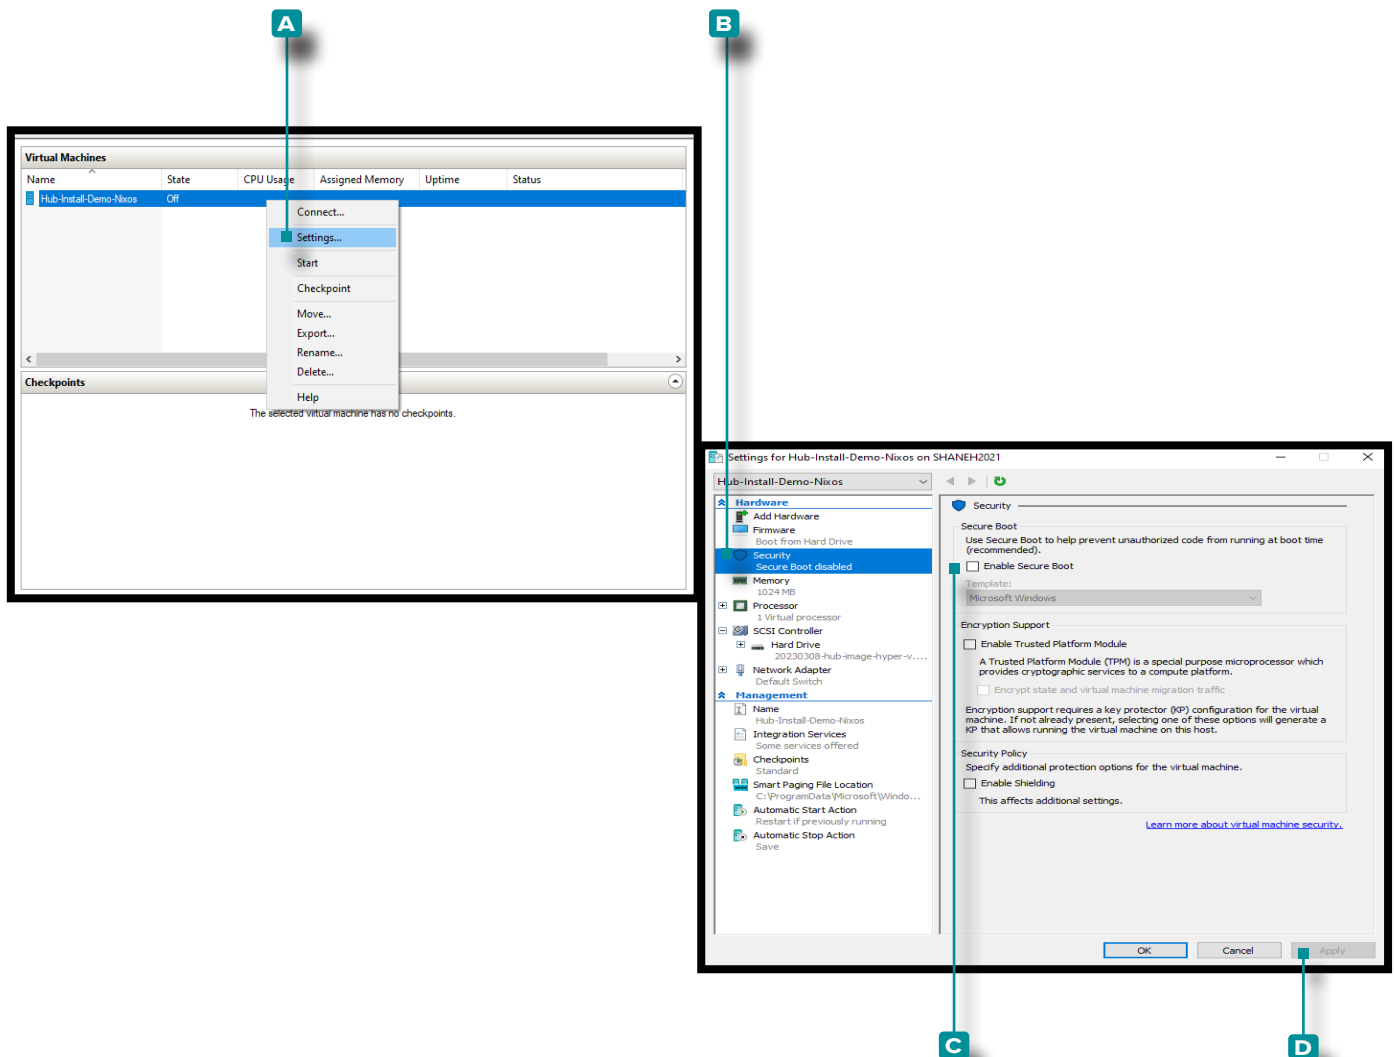 A
B
Virtual Machines
Name State CPU Usage Assigned Memory Uptime Status
Hub-Install-Demo-Nixos Off
Connect...
Settings...
Start
Checkpoint
Move...
Export...
Rename...
Delete...
Help
Checkpoints
The selected virtual machine has no checkpoints.
Settings for Hub-Install-Demo-Nixos on SHANEH2021
Hub-Install-Demo-Nixos
Hardware
Add Hardware
Firmware
Boot from Hard Drive
Security
Secure Boot disabled
Memory
1024 MB
Processor
1 Virtual processor
SCSI Controller
Hard Drive
20230308-hub-image-hyper-v....
Network Adapter
Default Switch
Management
Name
Hub-Install-Demo-Nixos
Integration Services
Some services offered
Checkpoints
Standard
Smart Paging File Location
C:\ProgramData\Microsoft\Windo...
Automatic Start Action
Restart if previously running
Automatic Stop Action
Save
Security
Secure Boot
Use Secure Boot to help prevent unauthorized code from running at boot time
(recommended).
Enable Secure Boot
Template:
Microsoft Windows
Encryption Support
Enable Trusted Platform Module
A Trusted Platform Module (TPM) is a special purpose microprocessor which
provides cryptographic services to a compute platform.
Encrypt state and virtual machine migration traffic
Encryption support requires a key protector (KP) configuration for the virtual
machine. If not already present, selecting one of these options will generate a
KP that allows running the virtual machine on this host.
Security Policy
Specify additional protection options for the virtual machine.
Enable Shielding
This affects additional settings.
Learn more about virtual machine security.
OK Cancel Apply
C
D